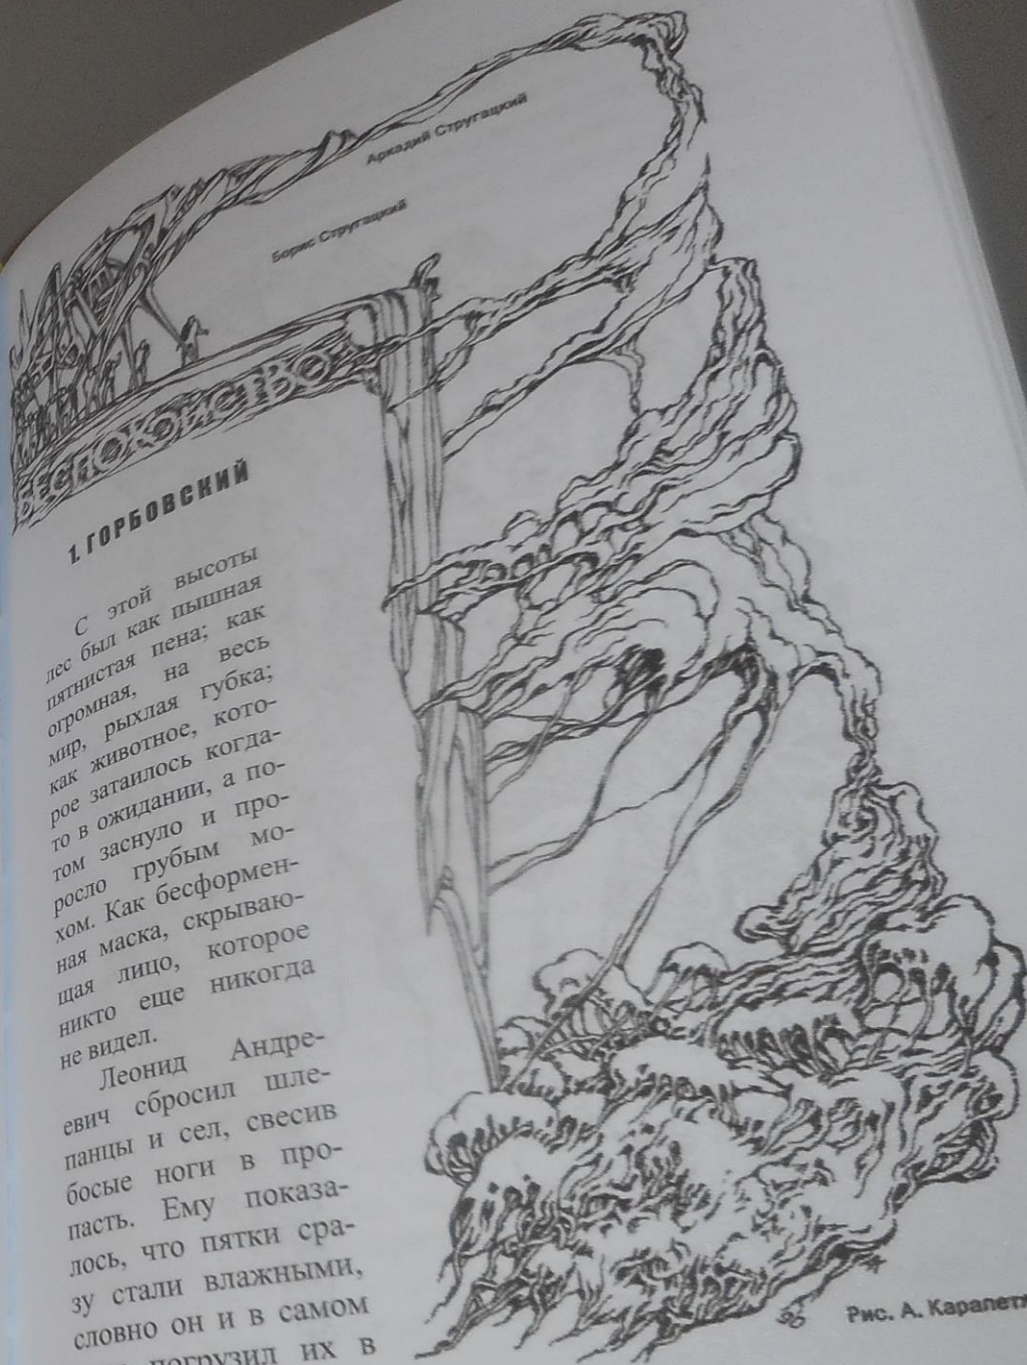 Аркадий Стругацкий
Борис Стругацкий
БЕСПОКОЙСТВО
1. ГОРБОВСКИЙ
С этой высоты
лес был как пышная
пятнистая пена; как
огромная, на весь
мир, рыхлая губка;
как животное, кото-
рое затаилось когда-
то в ожидании, а по-
том заснуло и про-
росло грубым мо-
хом. Как бесформен-
ная маска, скрываю-
щая лицо, которое
никто еще никогда
не видел.
Леонид Андре-
евич сбросил шле-
панцы и сел, свесив
босые ноги в про-
пасть. Ему показа-
лось, что пятки сра-
зу стали влажными,
словно он и в самом
погрузил их в
96
Рис. А. Карапет